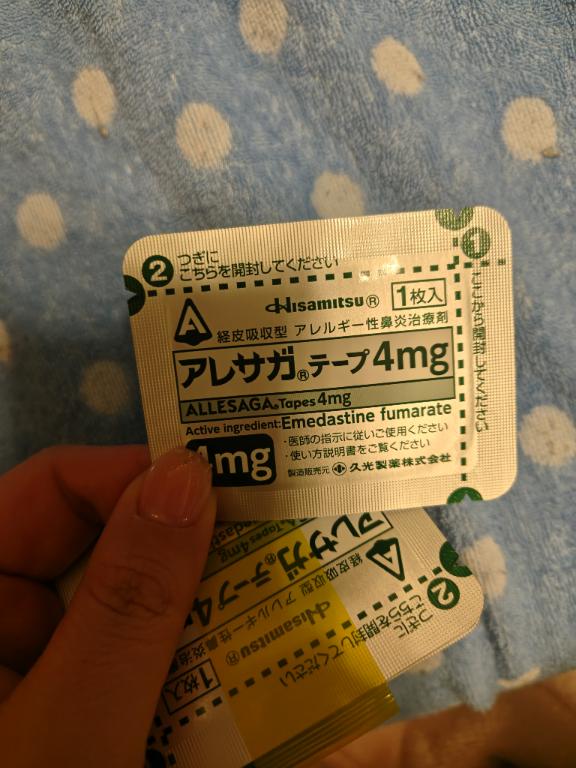 2 つぎに
こちらを開封してください
1
ここから開封してください
Hisamitsu® 1枚入
経皮吸収型 アレルギー性鼻炎治療剤
アレサガ®テープ4mg
ALLESAGA®Tapes4mg
Active ingredient:Emedastine fumarate
4mg
・医師の指示に従いご使用ください
・使い方説明書をご覧ください
製造販売元 久光製薬株式会社
Tapes 4mg
アレサガ®テープ4
経皮吸収型 アレルギー性鼻炎治
Hisamitsu®
1枚入
2 つぎに
こちらを開封してください